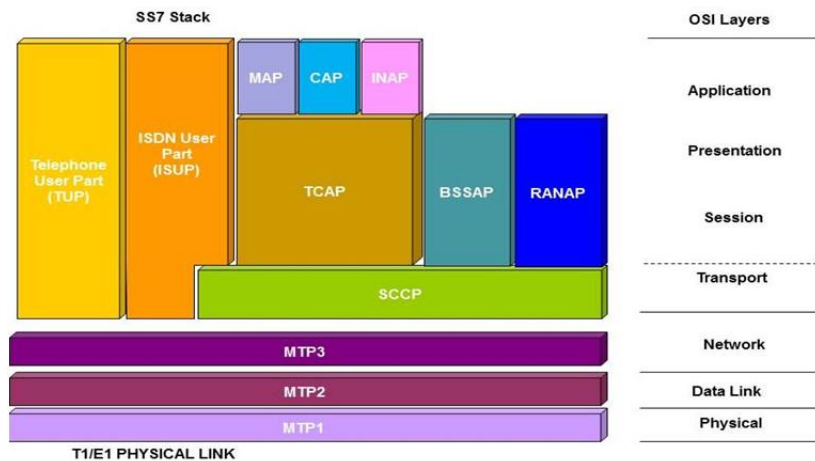 SS7 Stack
OSI Layers
MAP
CAP
INAP
Telephone
User Part
(TUP)
ISDN User
Part
(ISUP)
TCAP
BSSAP
RANAP
SCCP
MTP3
MTP2
MTP1
T1/E1 PHYSICAL LINK
Application
Presentation
Session
Transport
Network
Data Link
Physical